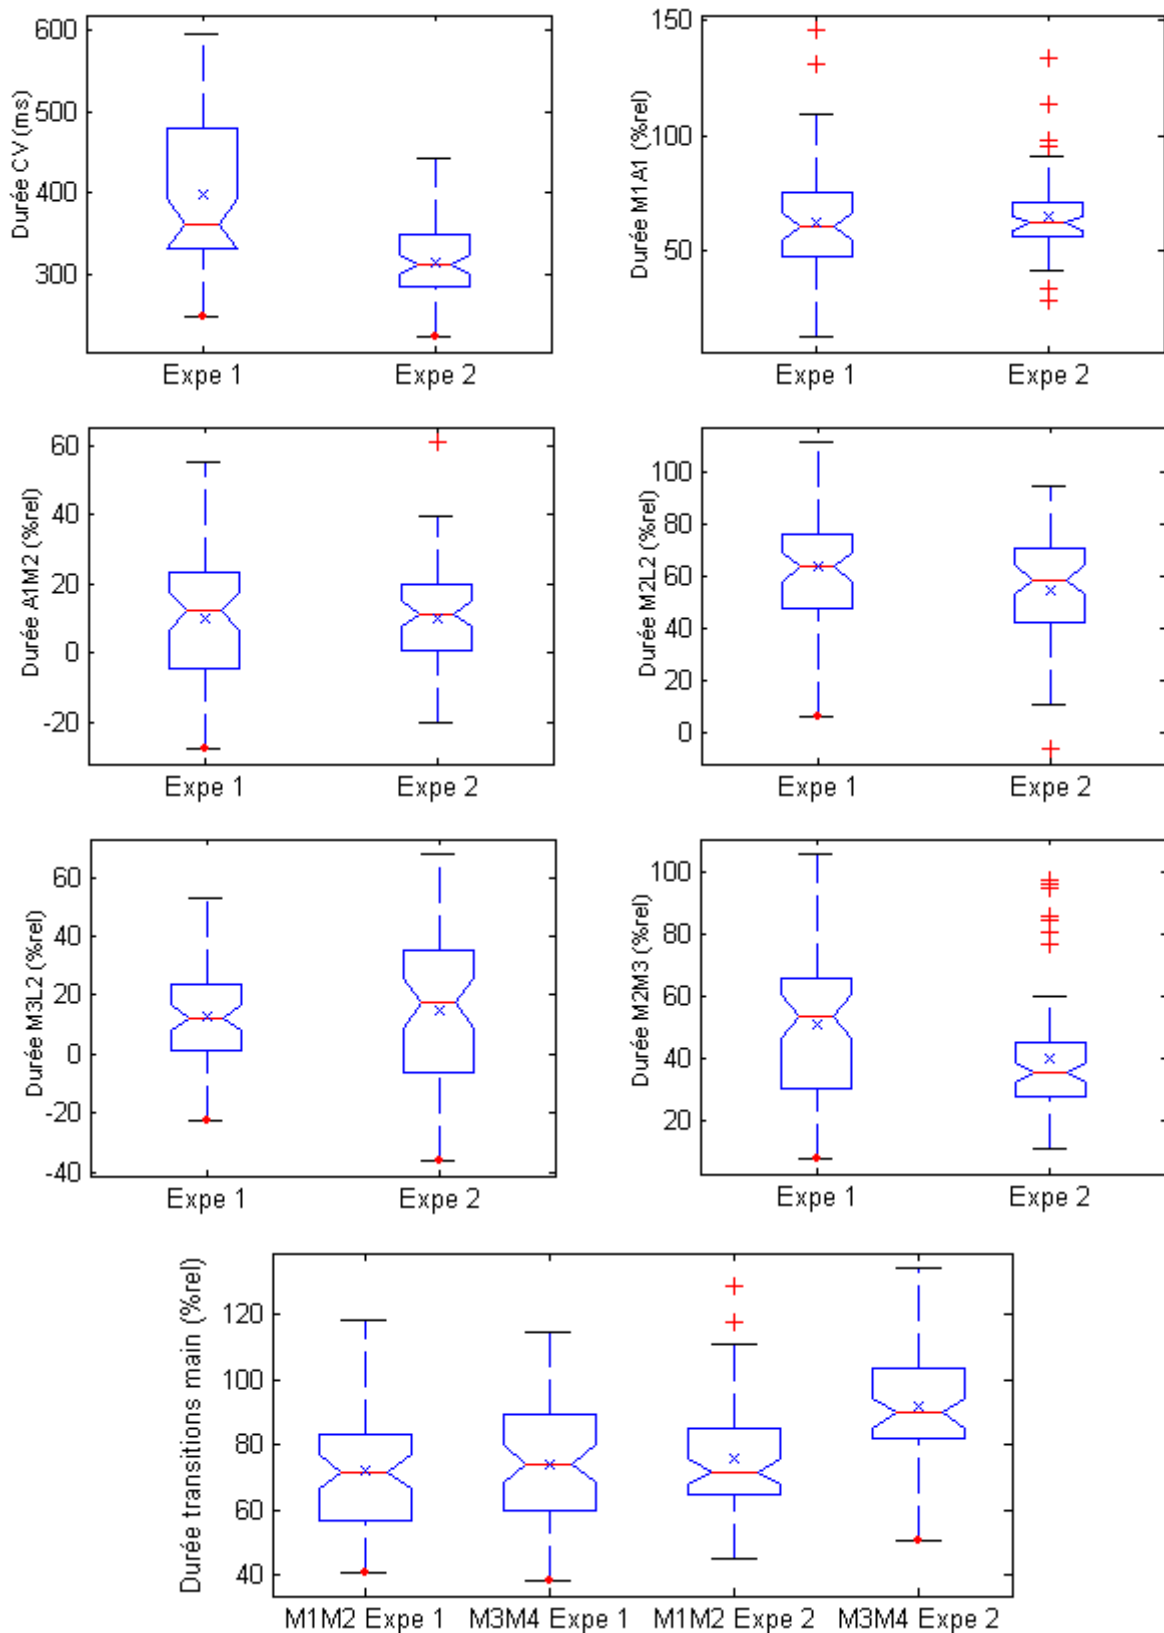 Durée CV (ms)
600
500
400
300
Expe 1
Expe 2
Durée M1A1 (%rel)
150
100
50
Expe 1
Expe 2
Durée A1M2 (%rel)
60
40
20
0
-20
Expe 1
Expe 2
Durée M2L2 (%rel)
100
80
60
40
20
0
Expe 1
Expe 2
Durée M3L2 (%rel)
60
40
20
0
-20
-40
Expe 1
Expe 2
Durée M2M3 (%rel)
100
80
60
40
20
Expe 1
Expe 2
Durée transitions main (%rel)
120
100
80
60
40
M1M2 Expe 1
M3M4 Expe 1
M1M2 Expe 2
M3M4 Expe 2